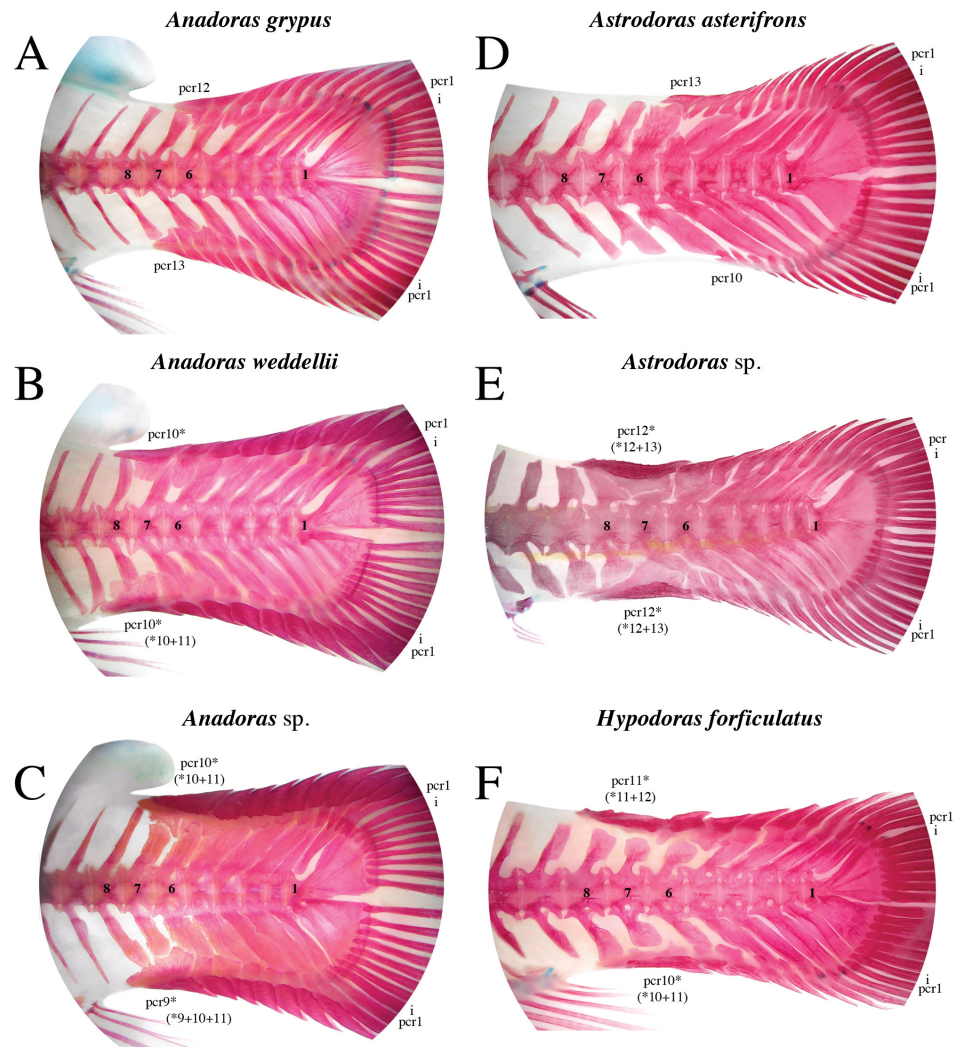 Anadoras grypus
A
pcr12
pcr1
i
8 7 6 1
pcr13
i
pcr1
Astrodoras asterifrons
D
pcr13
pcr1
i
8 7 6 1
pcr10
i
pcr1
Anadoras weddellii
B
pcr10*
pcr1
i
8 7 6 1
pcr10*
(*10+11)
i
pcr1
Astrodoras sp.
E
pcr12*
(*12+13)
pcr
i
8 7 6 1
pcr12*
(*12+13)
i
pcr1
Anadoras sp.
C
pcr10*
(*10+11)
pcr1
i
8 7 6 1
pcr9*
(*9+10+11)
i
pcr1
Hypodoras forficulatus
F
pcr11*
(*11+12)
pcr1
i
8 7 6 1
pcr10*
(*10+11)
i
pcr1